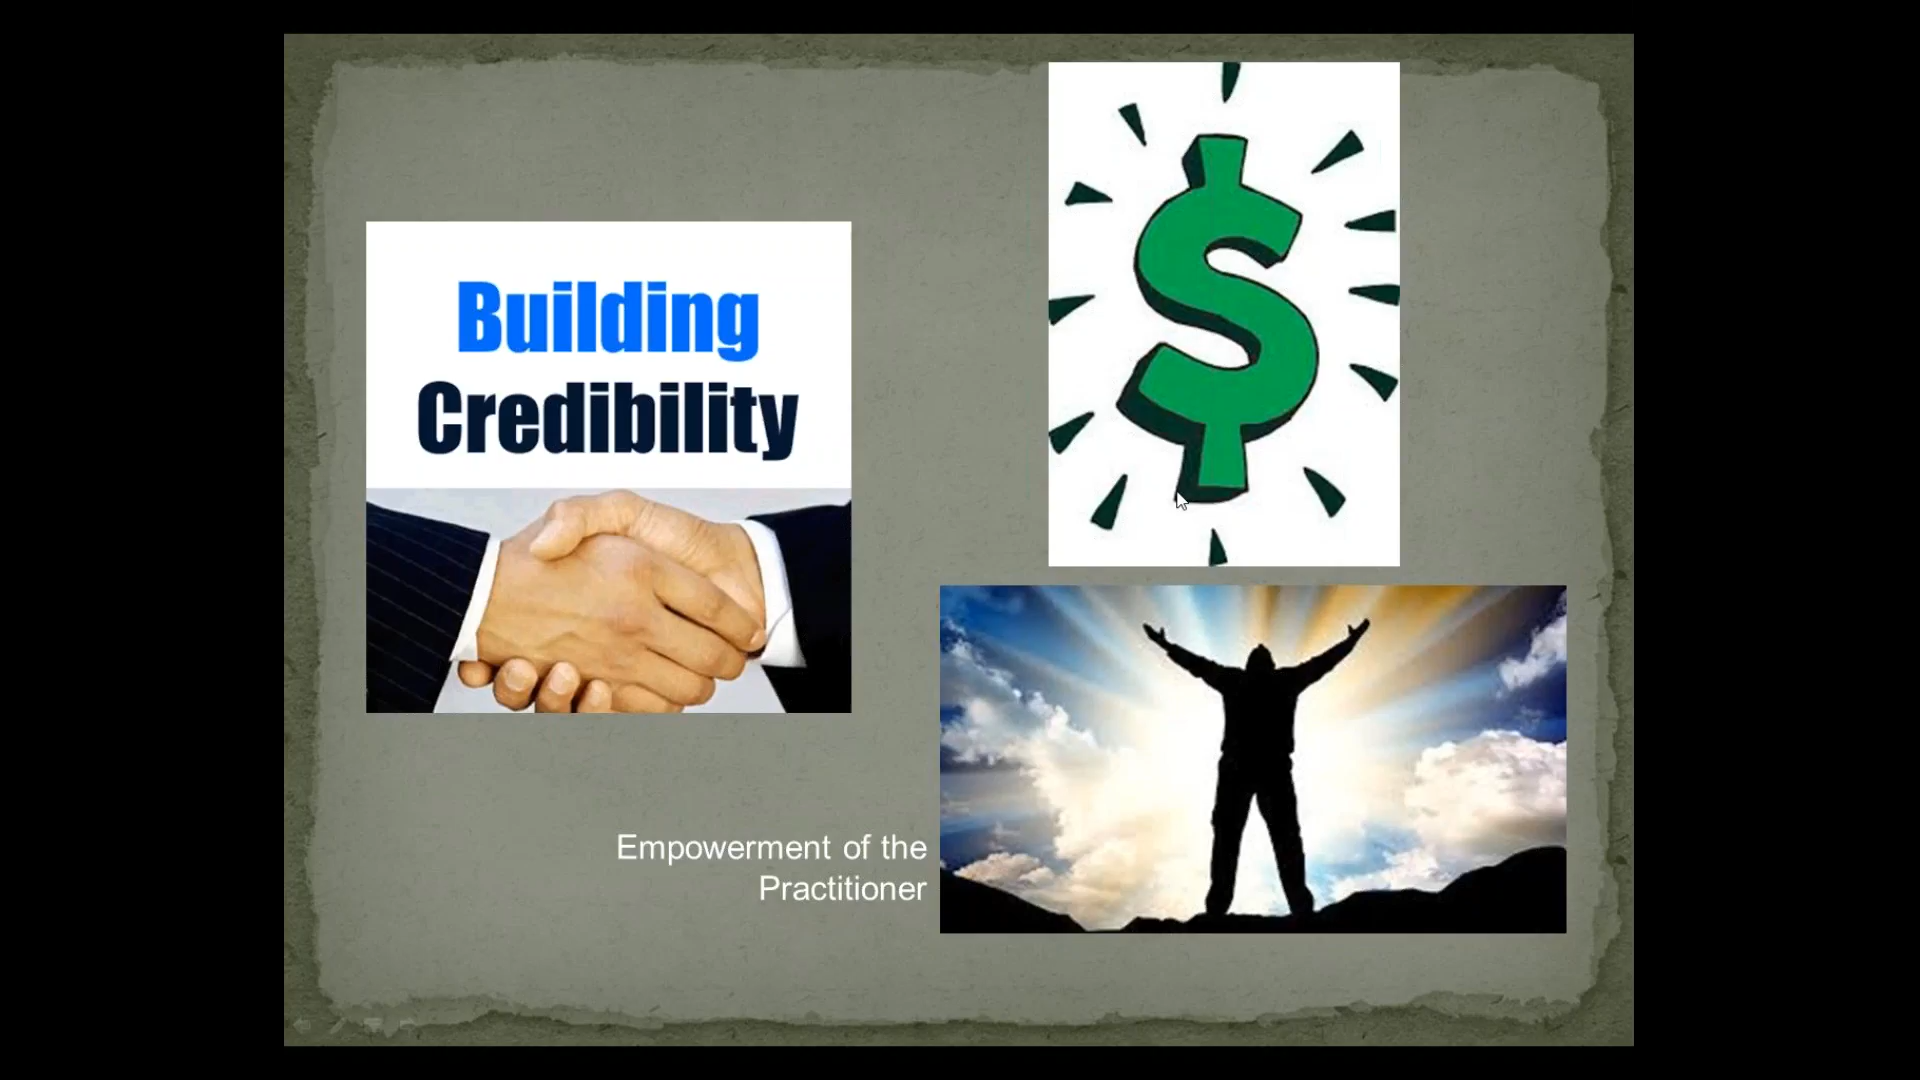 Building
Credibility
$
Empowerment of the
Practitioner